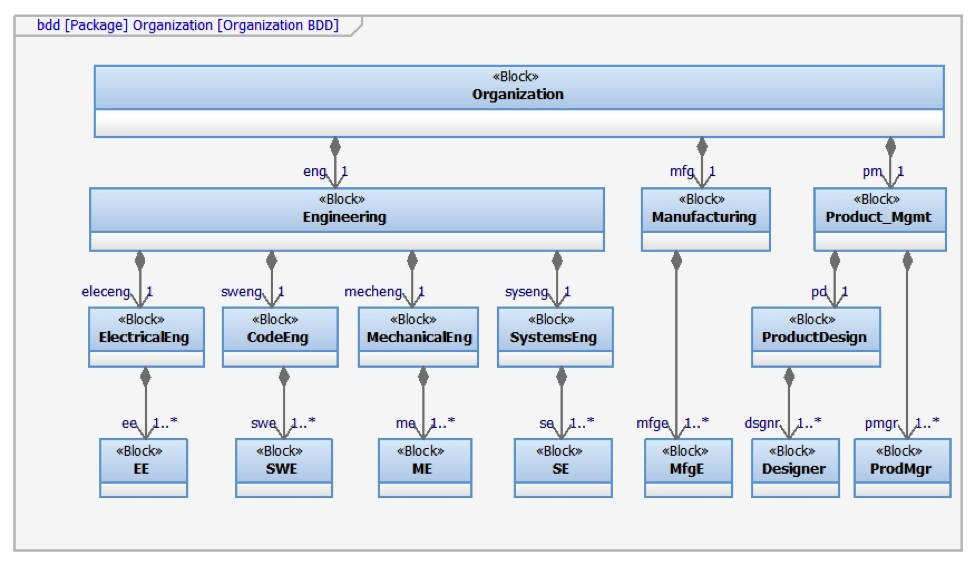 bdd [Package] Organization [Organization BDD]
«Block»
Organization
eng 1
mfg 1
pm 1
«Block»
Engineering
«Block»
Manufacturing
«Block»
Product_Mgmt
eleceng 1
sweng 1
mecheng 1
syseng 1
pd 1
«Block»
ElectricalEng
«Block»
CodeEng
«Block»
MechanicalEng
«Block»
SystemsEng
«Block»
ProductDesign
ee 1..*
swe 1..*
me 1..*
se 1..*
mfge 1..*
dsgnr 1..*
pmgr 1..*
«Block»
EE
«Block»
SWE
«Block»
ME
«Block»
SE
«Block»
MfgE
«Block»
Designer
«Block»
ProdMgr